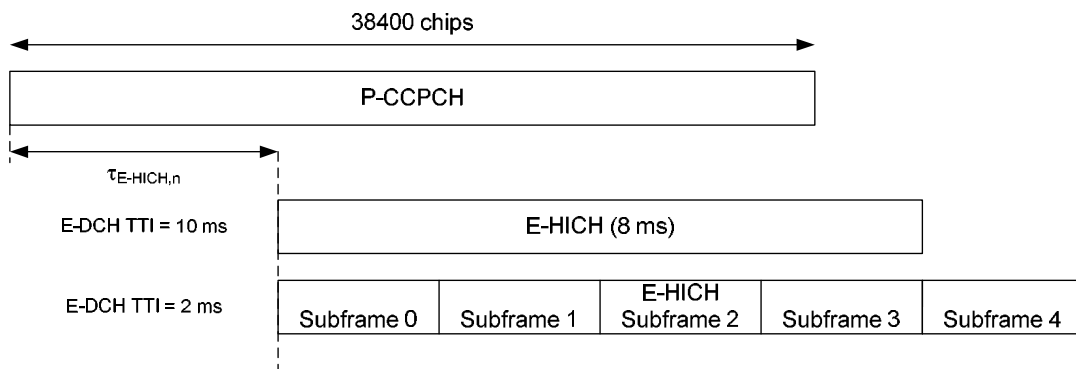 38400 chips
P-CCPCH
τE-HICH,n
E-DCH TTI = 10 ms
E-HICH (8 ms)
E-DCH TTI = 2 ms
E-HICH
Subframe 0
Subframe 1
Subframe 2
Subframe 3
Subframe 4